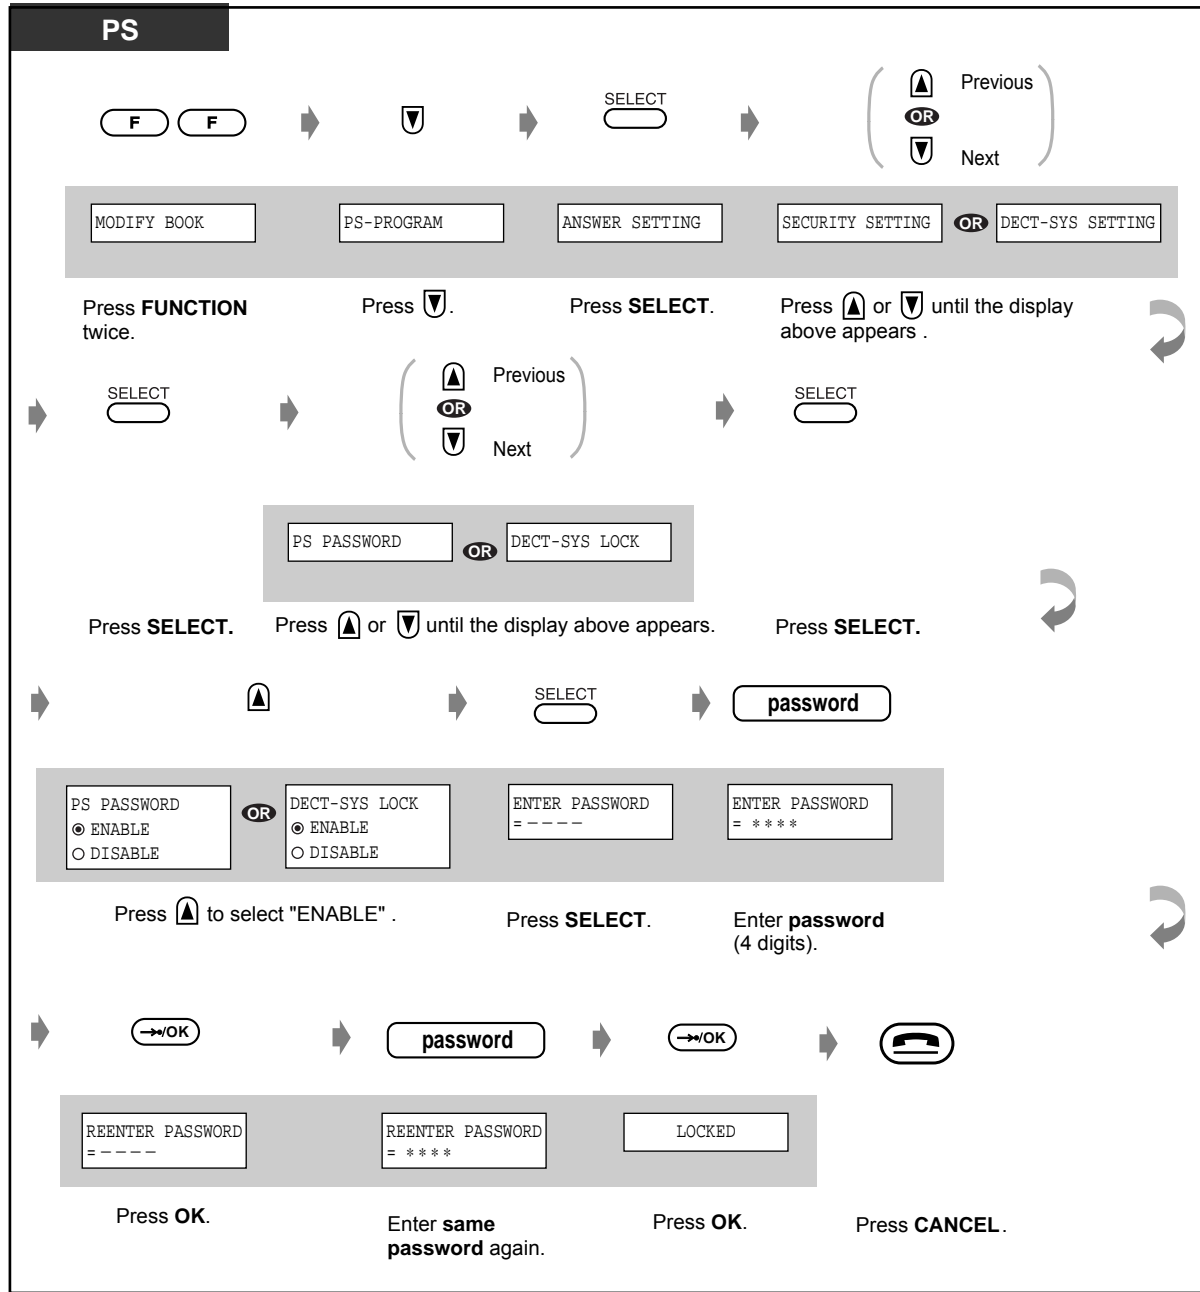 PS
F F SELECT Previous
OR
Next
MODIFY BOOK PS-PROGRAM ANSWER SETTING SECURITY SETTING OR DECT-SYS SETTING
Press FUNCTION
twice.
Press .
Press SELECT.
Press or until the display
above appears .
SELECT Previous
OR
Next
SELECT
PS PASSWORD OR DECT-SYS LOCK
Press SELECT. Press or until the display above appears. Press SELECT.
SELECT password
PS PASSWORD
ENABLE
DISABLE
OR
DECT-SYS LOCK
ENABLE
DISABLE
ENTER PASSWORD
= – – – –
ENTER PASSWORD
= ****
Press to select "ENABLE" .
Press SELECT.
Enter password
(4 digits).
/OK password /OK
REENTER PASSWORD
= – – – –
REENTER PASSWORD
= ****
LOCKED
Press OK.
Enter same
password again.
Press OK.
Press CANCEL .